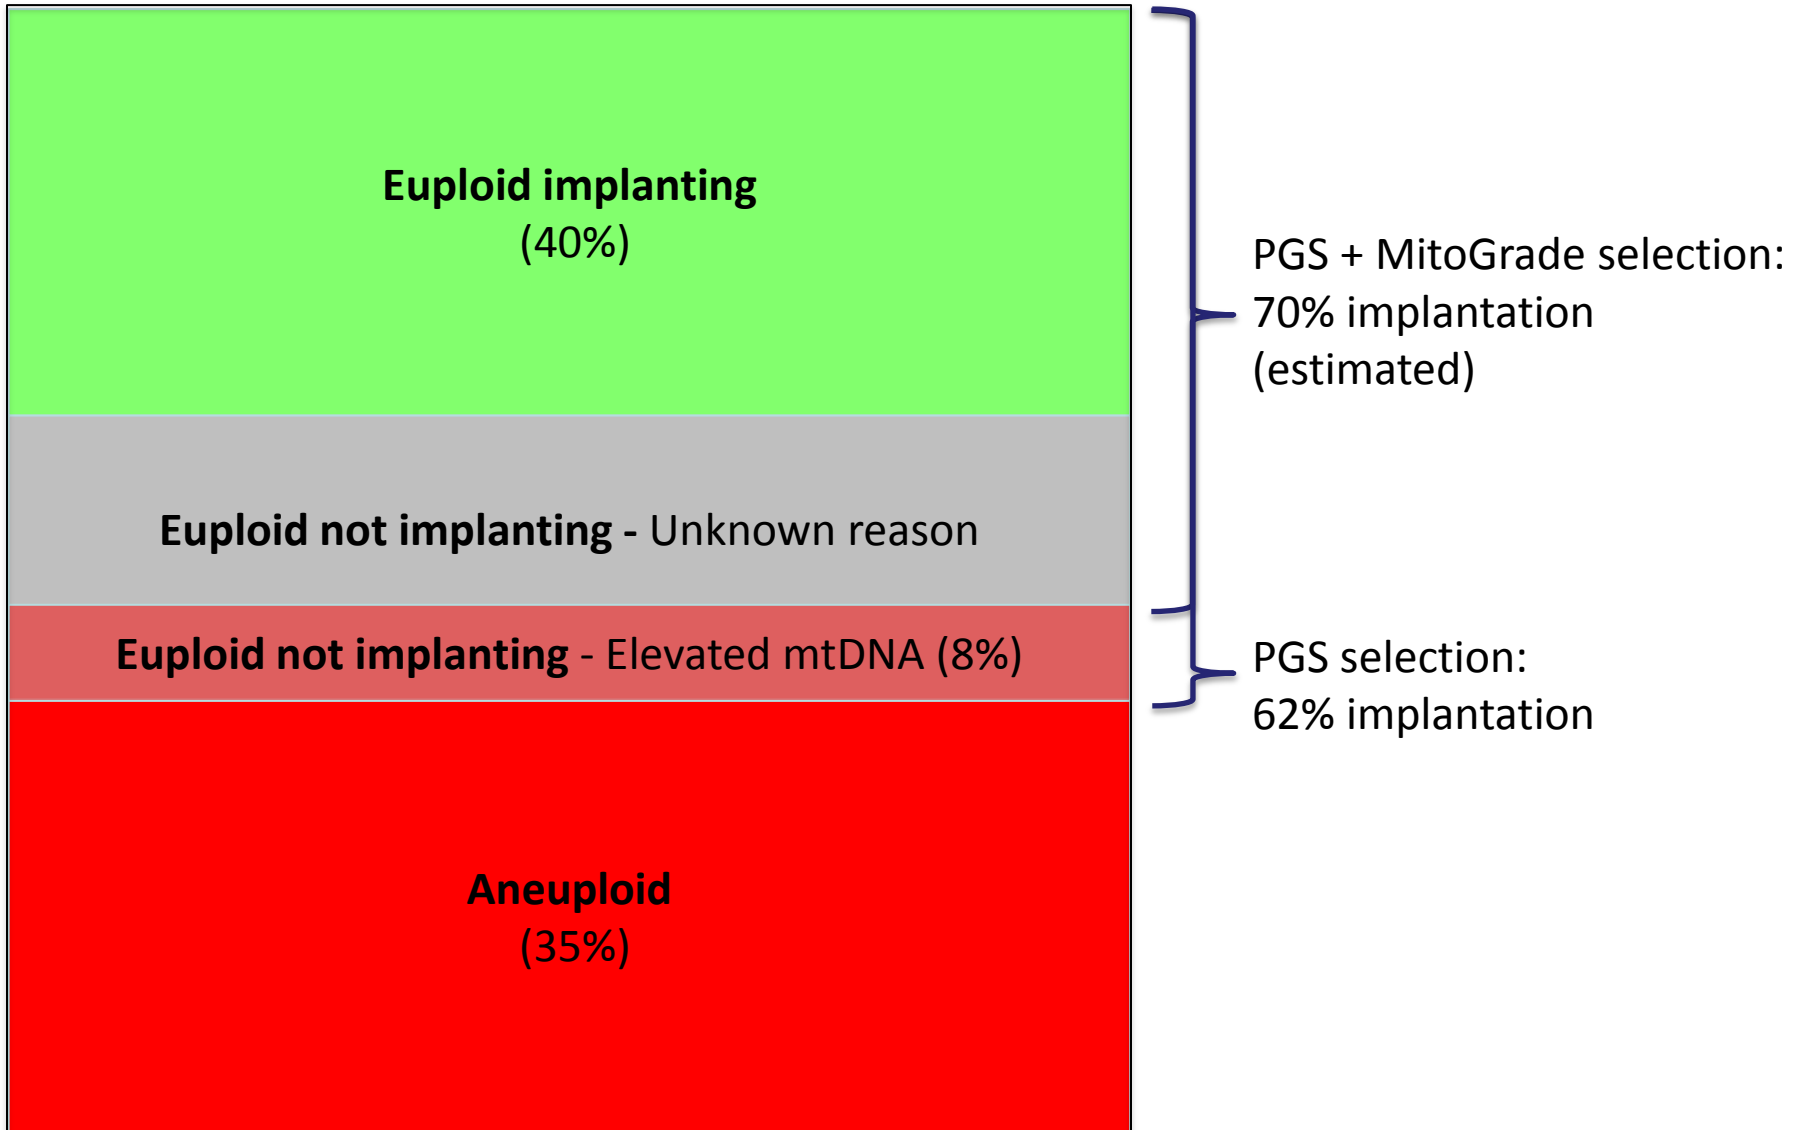 Euploid implanting
(40%)
Euploid not implanting - Unknown reason
Euploid not implanting - Elevated mtDNA (8%)
Aneuploid
(35%)
PGS + MitoGrade selection:
70% implantation
(estimated)
PGS selection:
62% implantation